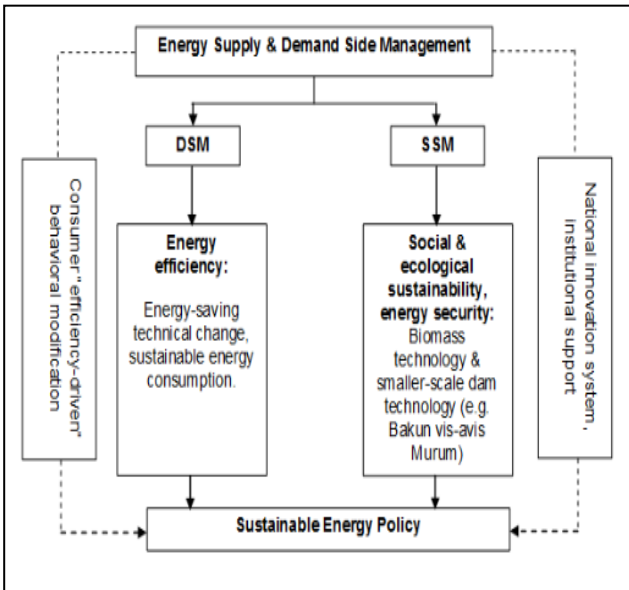 Energy Supply & Demand Side Management
DSM
SSM
Consumer "efficiency-driven"
behavioral modification
Energy
efficiency:
Energy-saving
technical change,
sustainable energy
consumption.
Social &
ecological
sustainability,
energy security:
Biomass
technology &
smaller-scale dam
technology (e.g.
Bakun vis-avis
Murum)
National innovation system,
institutional support
Sustainable Energy Policy